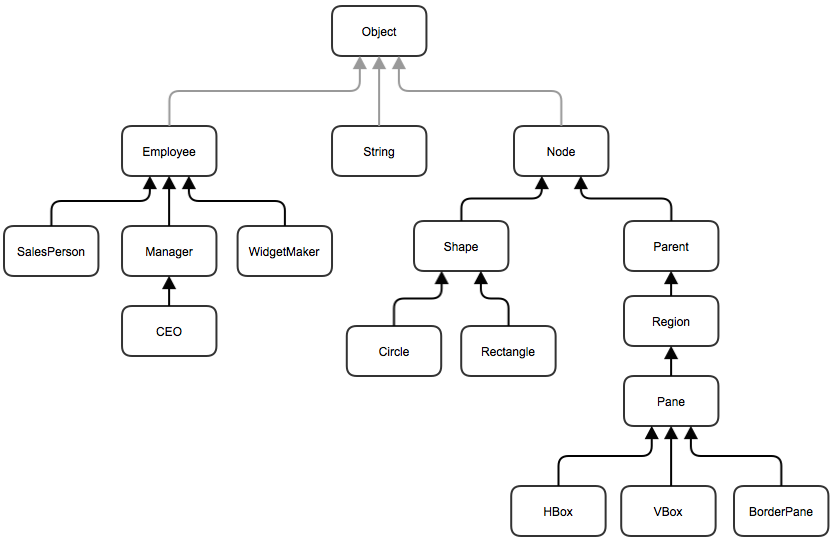 Object
Employee
String
Node
SalesPerson
Manager
WidgetMaker
Shape
Parent
CEO
Region
Circle
Rectangle
Pane
HBox
VBox
BorderPane